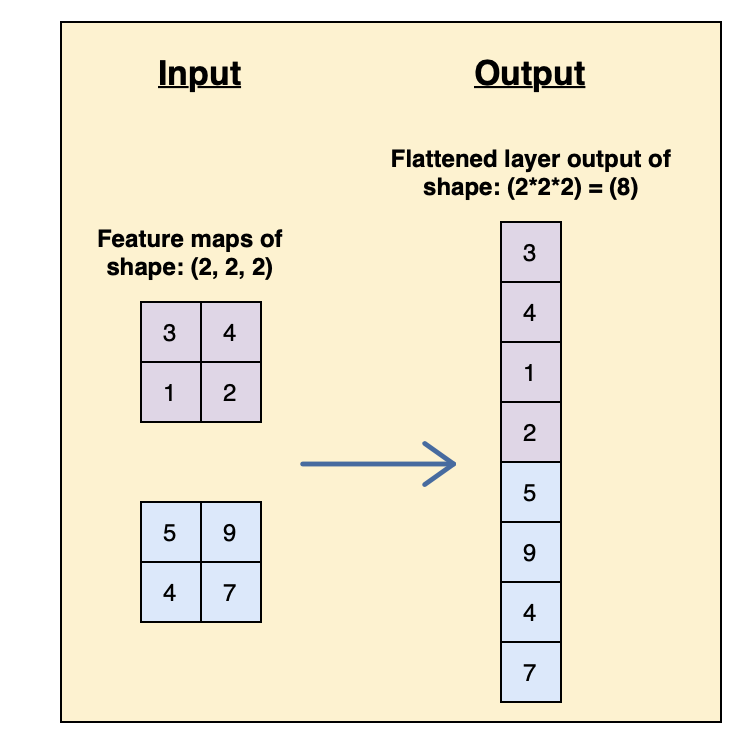 Input
Feature maps of
shape: (2, 2, 2)
3 4
1 2
5 9
4 7
Output
Flattened layer output of
shape: (2*2*2) = (8)
3
4
1
2
5
9
4
7